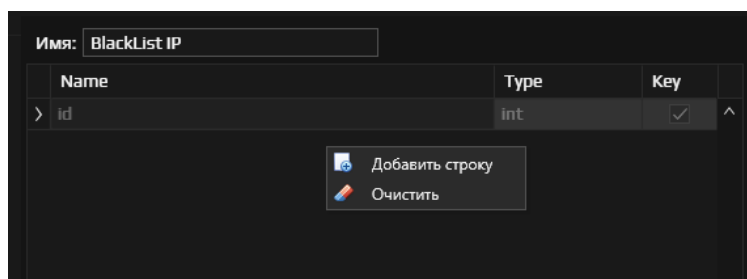 Имя: BlackList IP
Name Type Key
id int
Добавить строку
Очистить